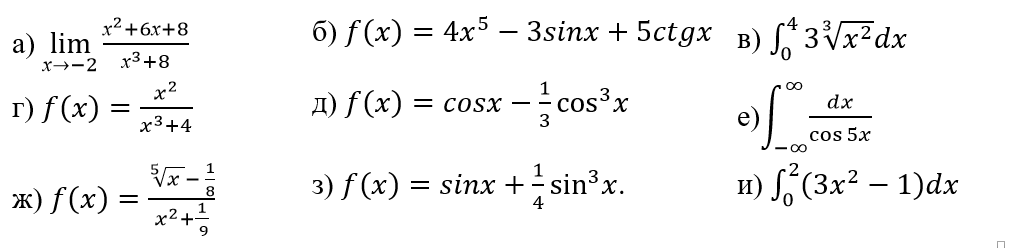 а) lim x→−2 (x²+6x+8)/(x³+8) б) f(x) = 4x⁵ − 3sinx + 5ctgx в) ∫₀⁴ 3∛x² dx
г) f(x) = x²/(x³+4) д) f(x) = cosx − 1/3 cos³x е) ∫_{−∞}^{∞} dx/(cos 5x)
ж) f(x) = (⁵√x − 1/8)/(x² + 1/9) з) f(x) = sinx + 1/4 sin³x. и) ∫₀²(3x² − 1)dx